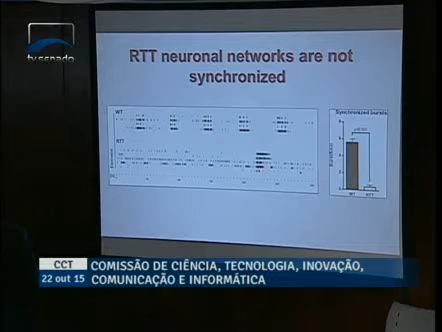 tv senado
RTT neuronal networks are not
synchronized
WT
RTT
Synchronized bursts
WT RTT
CCT
22 out 15
COMISSÃO DE CIÊNCIA, TECNOLOGIA, INOVAÇÃO,
COMUNICAÇÃO E INFORMÁTICA